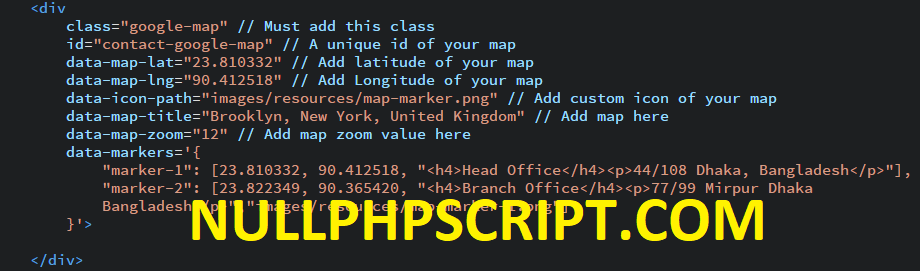 <div
class="google-map" // Must add this class
id="contact-google-map" // A unique id of your map
data-map-lat="23.810332" // Add latitude of your map
data-map-lng="90.412518" // Add Longitude of your map
data-icon-path="images/resources/map-marker.png" // Add custom icon of your map
data-map-title="Brooklyn, New York, United Kingdom" // Add map here
data-map-zoom="12" // Add map zoom value here
data-markers='{
"marker-1": [23.810332, 90.412518, "<h4>Head Office</h4><p>44/108 Dhaka, Bangladesh</p>"],
"marker-2": [23.822349, 90.365420, "<h4>Branch Office</h4><p>77/99 Mirpur Dhaka
Bangladesh
}'>
NULLPHPSCRIPT.COM
</div>